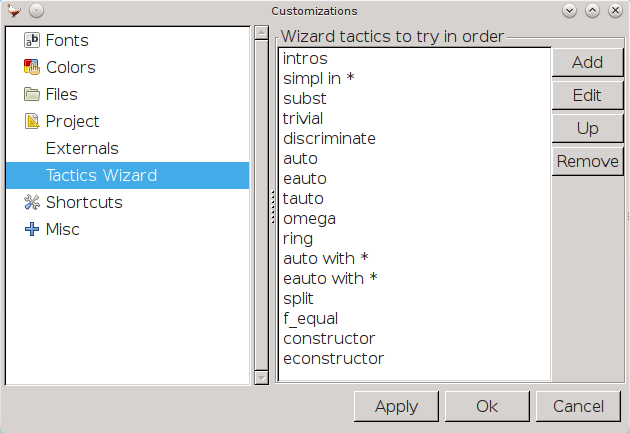 Customizations
Fonts
Colors
Files
Project
Externals
Tactics Wizard
Shortcuts
Misc
Wizard tactics to try in order
intros
simpl in *
subst
trivial
discriminate
auto
eauto
tauto
omega
ring
auto with *
eauto with *
split
f_equal
constructor
econstructor
Add
Edit
Up
Remove
Apply
Ok
Cancel